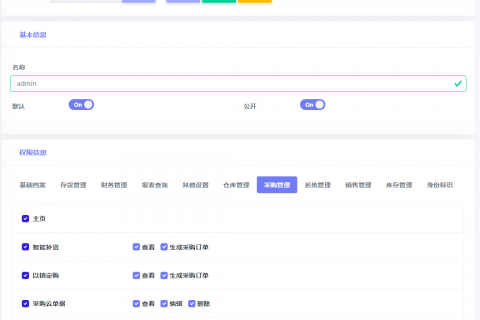 基本信息
名称
admin
默认 On 公开 On
权限信息
基础档案 存货管理 财务管理 报表查询 其他设置 仓库管理 采购管理 系统管理 销售管理 库存管理 身份标识
主页
智能补货 查看 生成采购订单
以销定购 查看 生成采购订单
采购云单据 查看 编辑 删除